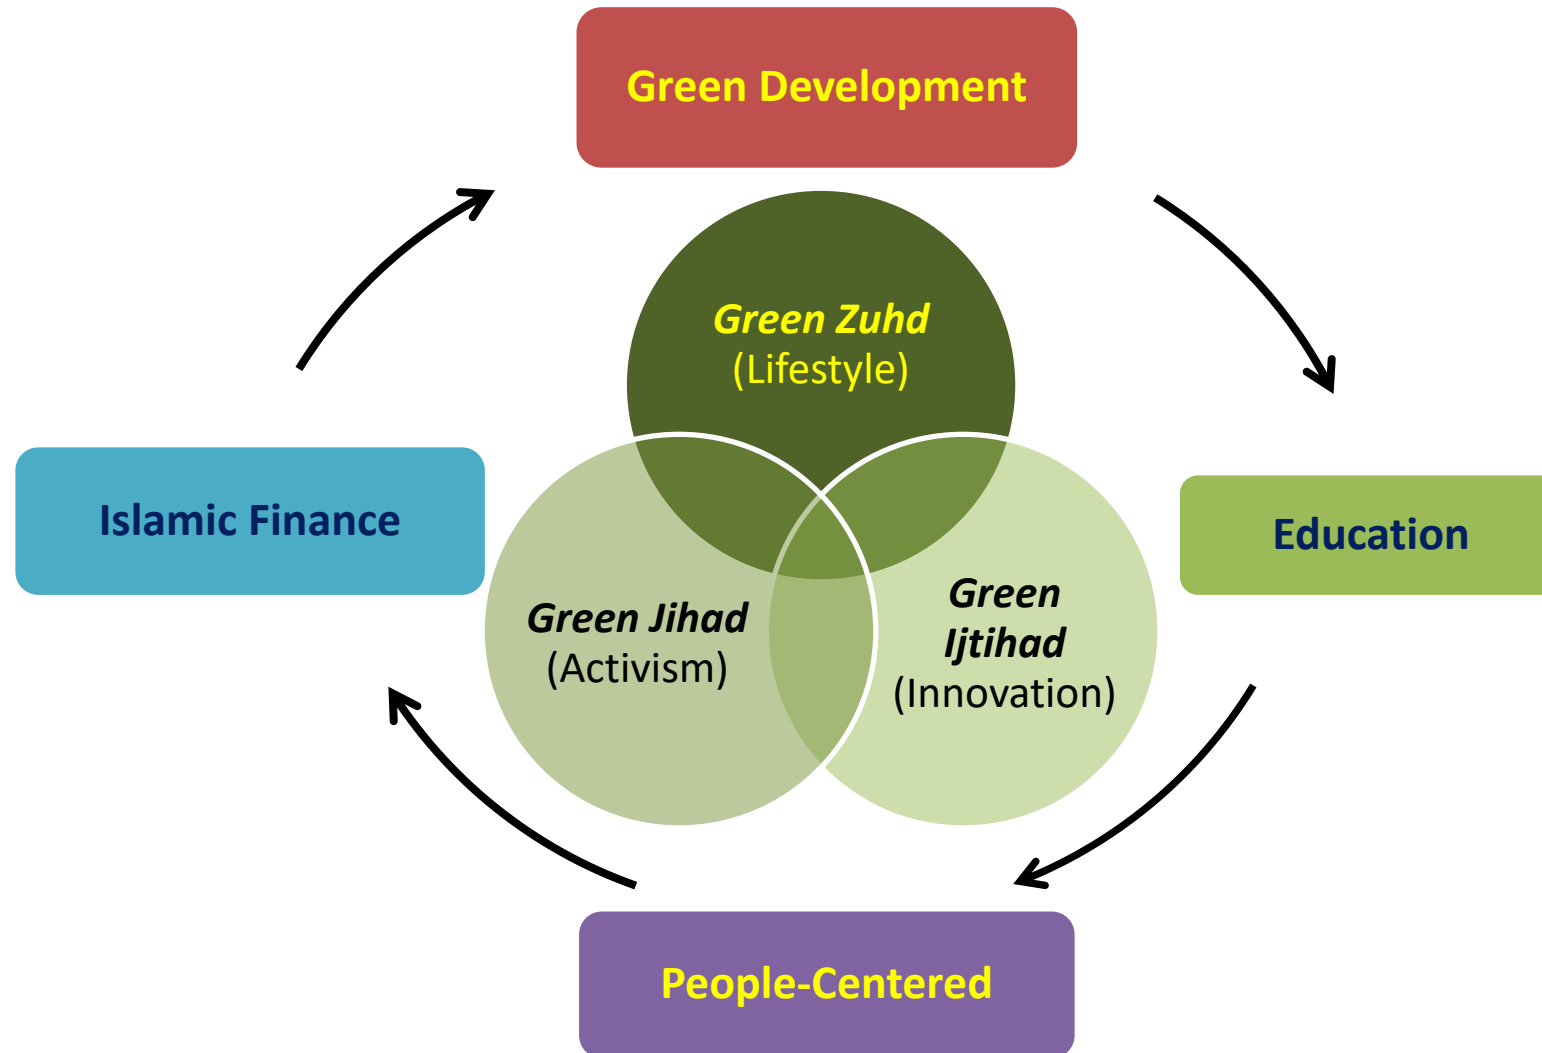 Green Development
Green Zuhd
(Lifestyle)
Islamic Finance
Education
Green Jihad
(Activism)
Green
Ijtihad
(Innovation)
People-Centered